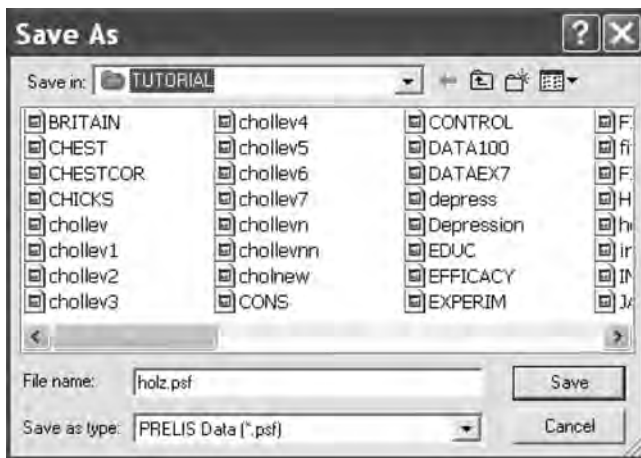 Save As
Save in: TUTORIAL
BRITAIN chollev4 CONTROL
CHEST chollev5 DATA100
CHESTCOR chollev6 DATAEX7
CHICKS chollev7 depress
chollev chollevn Depression
chollev1 chollevnn EDUC
chollev2 cholnew EFFICACY
chollev3 CONS EXPERIM
File name: holz.psf Save
Save as type: PRELIS Data (*.psf) Cancel